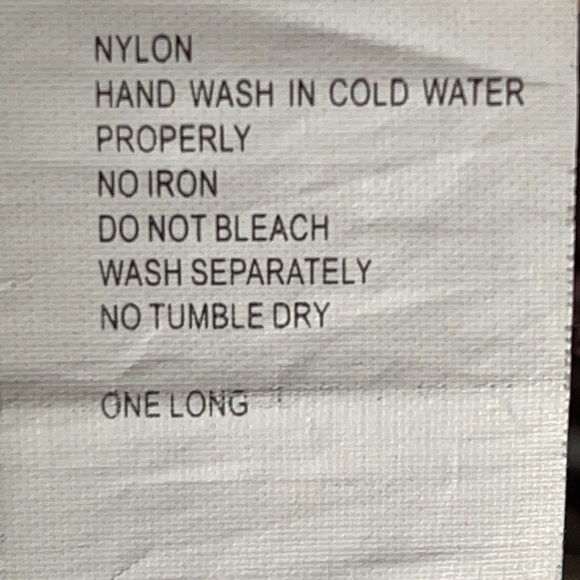 NYLON
HAND WASH IN COLD WATER
PROPERLY
NO IRON
DO NOT BLEACH
WASH SEPARATELY
NO TUMBLE DRY
ONE LONG